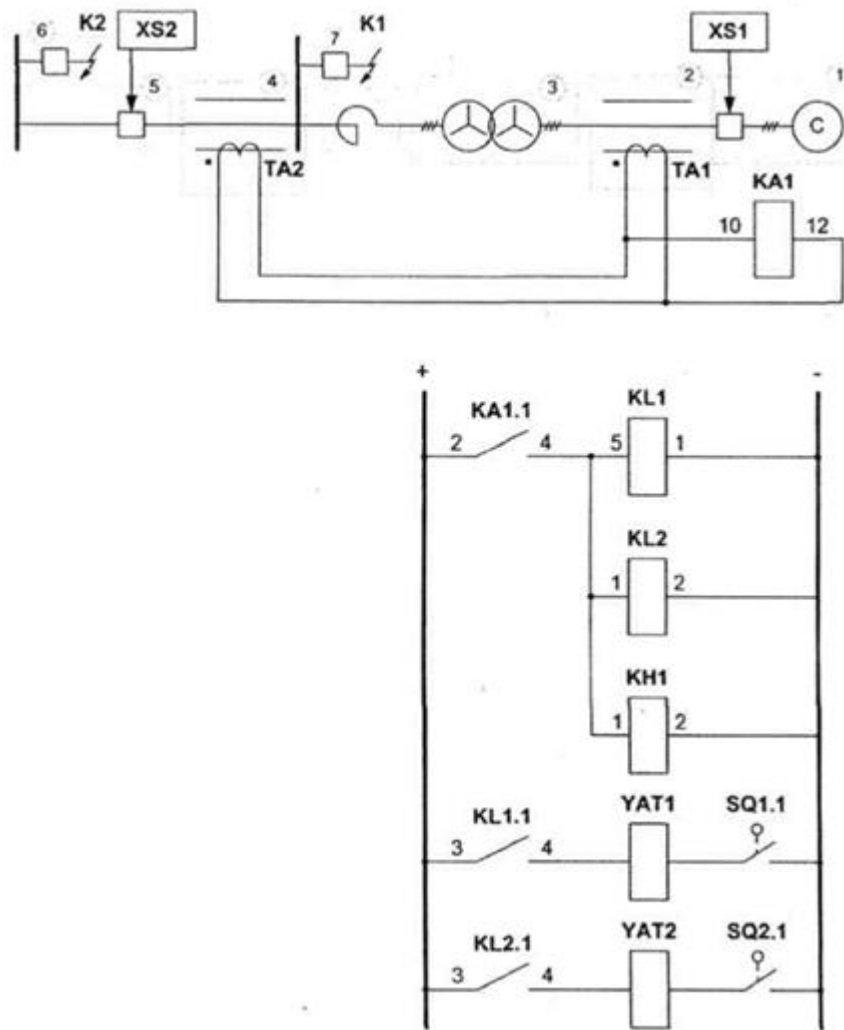 6 K2 XS2 7 K1 XS1
5 4 3 2 1
C
TA2 TA1 KA1
10 12
+ -
KA1.1 KL1
2 4 5 1
KL2
1 2
KH1
1 2
KL1.1 YAT1 SQ1.1
3 4
KL2.1 YAT2 SQ2.1
3 4